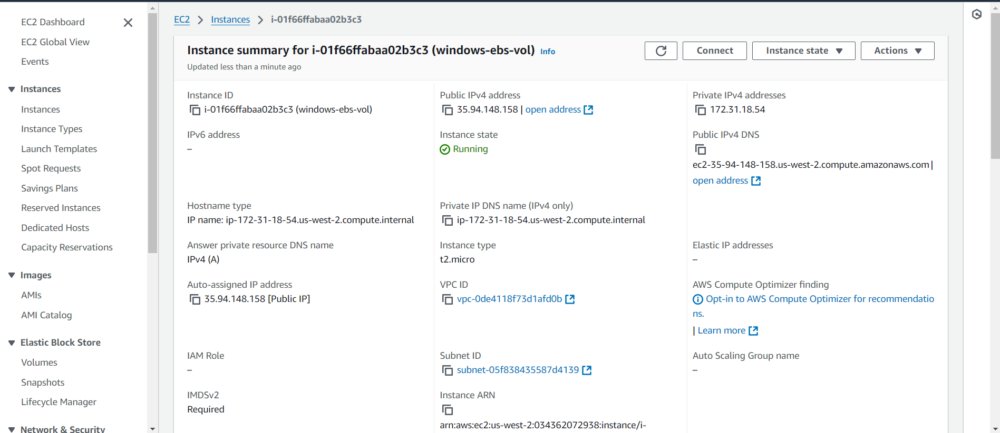 EC2 Dashboard
EC2 Global View
Events
Instances
Instances
Instance Types
Launch Templates
Spot Requests
Savings Plans
Reserved Instances
Dedicated Hosts
Capacity Reservations
Images
AMIs
AMI Catalog
Elastic Block Store
Volumes
Snapshots
Lifecycle Manager
Network & Security
EC2 > Instances > i-01f66ffabaa02b3c3
Instance summary for i-01f66ffabaa02b3c3 (windows-ebs-vol) Info
Updated less than a minute ago
Connect
Instance state
Actions
Instance ID
i-01f66ffabaa02b3c3 (windows-ebs-vol)
Public IPv4 address
35.94.148.158 | open address
Private IPv4 addresses
172.31.18.54
IPv6 address
–
Instance state
Running
Public IPv4 DNS
ec2-35-94-148-158.us-west-2.compute.amazonaws.com |
open address
Hostname type
IP name: ip-172-31-18-54.us-west-2.compute.internal
Private IP DNS name (IPv4 only)
ip-172-31-18-54.us-west-2.compute.internal
Answer private resource DNS name
IPv4 (A)
Instance type
t2.micro
Elastic IP addresses
–
Auto-assigned IP address
35.94.148.158 [Public IP]
VPC ID
vpc-0de4118f73d1afd0b
AWS Compute Optimizer finding
Opt-in to AWS Compute Optimizer for recommendatio
ns.
| Learn more
IAM Role
–
Subnet ID
subnet-05f838435587d4139
Auto Scaling Group name
–
IMDSv2
Required
Instance ARN
arn:aws:ec2:us-west-2:034362072938:instance/i-